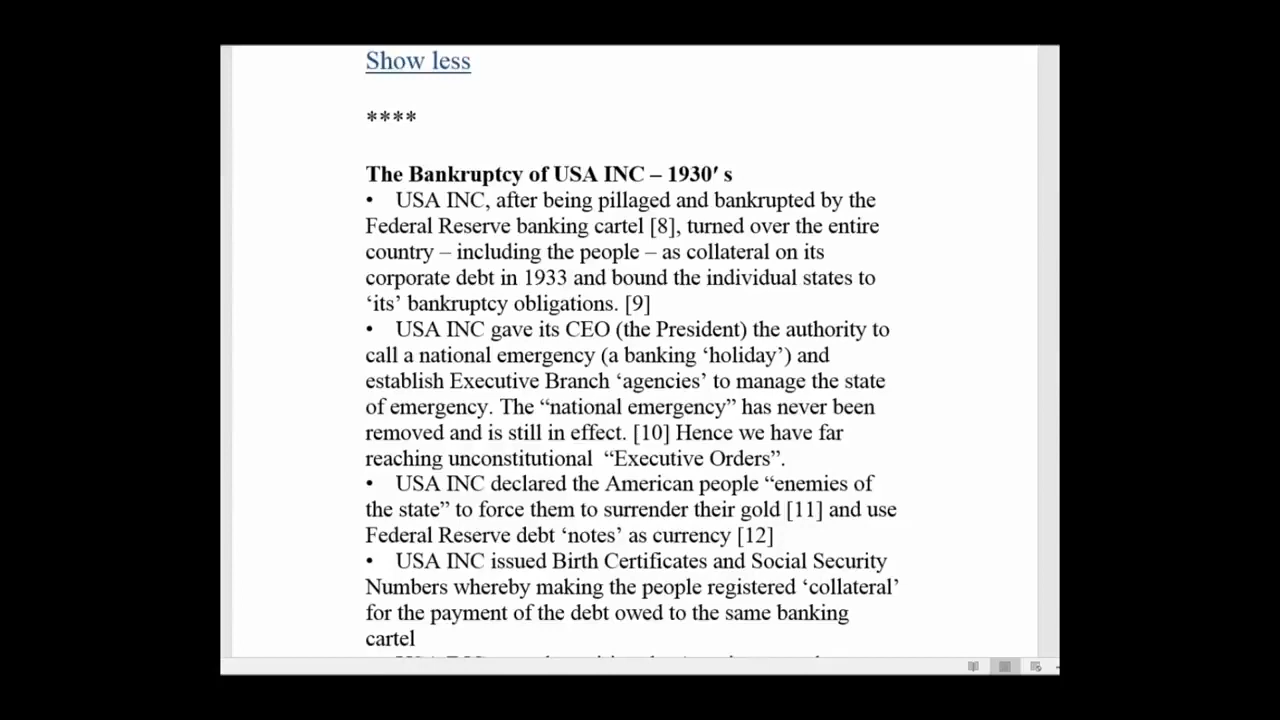 Show less
****
The Bankruptcy of USA INC – 1930′ s
• USA INC, after being pillaged and bankrupted by the
Federal Reserve banking cartel [8], turned over the entire
country – including the people – as collateral on its
corporate debt in 1933 and bound the individual states to
‘its’ bankruptcy obligations. [9]
• USA INC gave its CEO (the President) the authority to
call a national emergency (a banking ‘holiday’) and
establish Executive Branch ‘agencies’ to manage the state
of emergency. The “national emergency” has never been
removed and is still in effect. [10] Hence we have far
reaching unconstitutional “Executive Orders”.
• USA INC declared the American people “enemies of
the state” to force them to surrender their gold [11] and use
Federal Reserve debt ‘notes’ as currency [12]
• USA INC issued Birth Certificates and Social Security
Numbers whereby making the people registered ‘collateral’
for the payment of the debt owed to the same banking
cartel